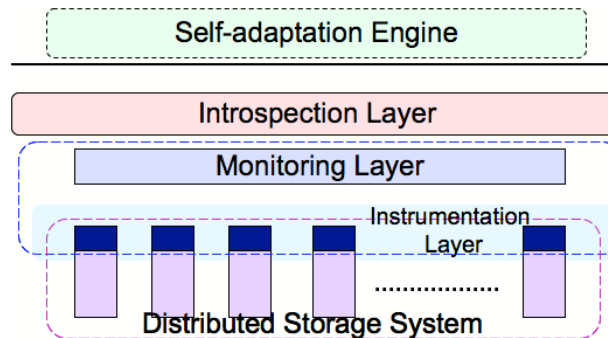 Self-adaptation Engine
Introspection Layer
Monitoring Layer
Instrumentation
Layer
Distributed Storage System